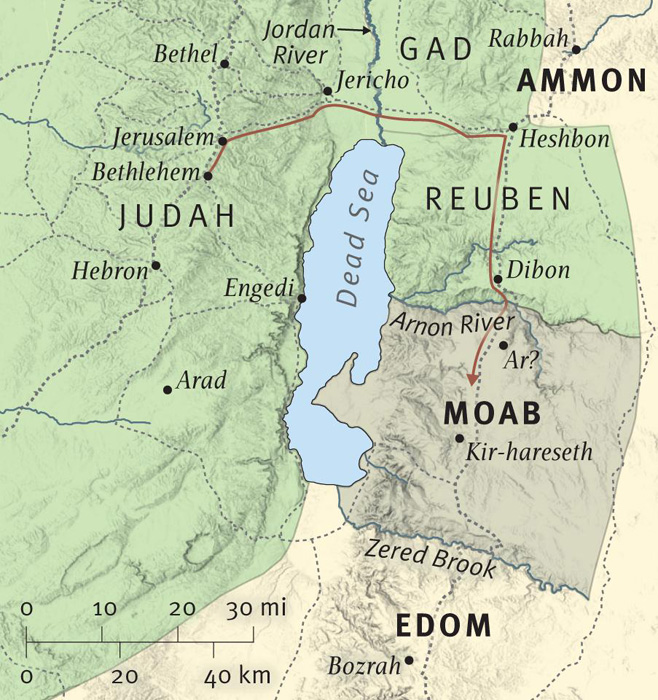 Jordan
River
GAD
Rabbah
Bethel
AMMON
Jericho
Jerusalem
Heshbon
Bethlehem
JUDAH
REUBEN
Dead Sea
Hebron
Dibon
Engedi
Arnon River
Ar?
Arad
MOAB
Kir-hareseth
Zered Brook
0 10 20 30 mi
EDOM
0 20 40 km
Bozrah